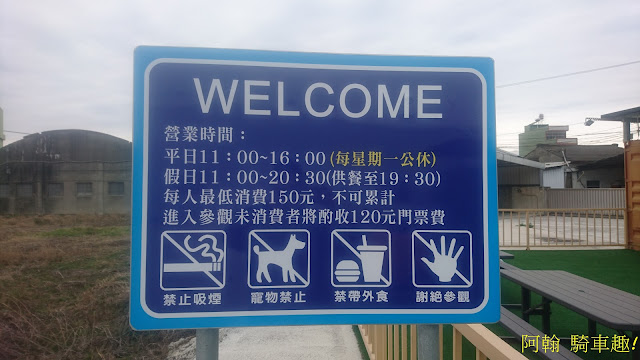 WELCOME
營業時間：
平日11：00~16：00(每星期一公休)
假日11：00~20：30(供餐至19：30)
每人最低消費150元，不可累計
進入參觀未消費者將酌收120元門票費
禁止吸煙 寵物禁止 禁帶外食 謝絕參觀
阿翰 騎車趣!